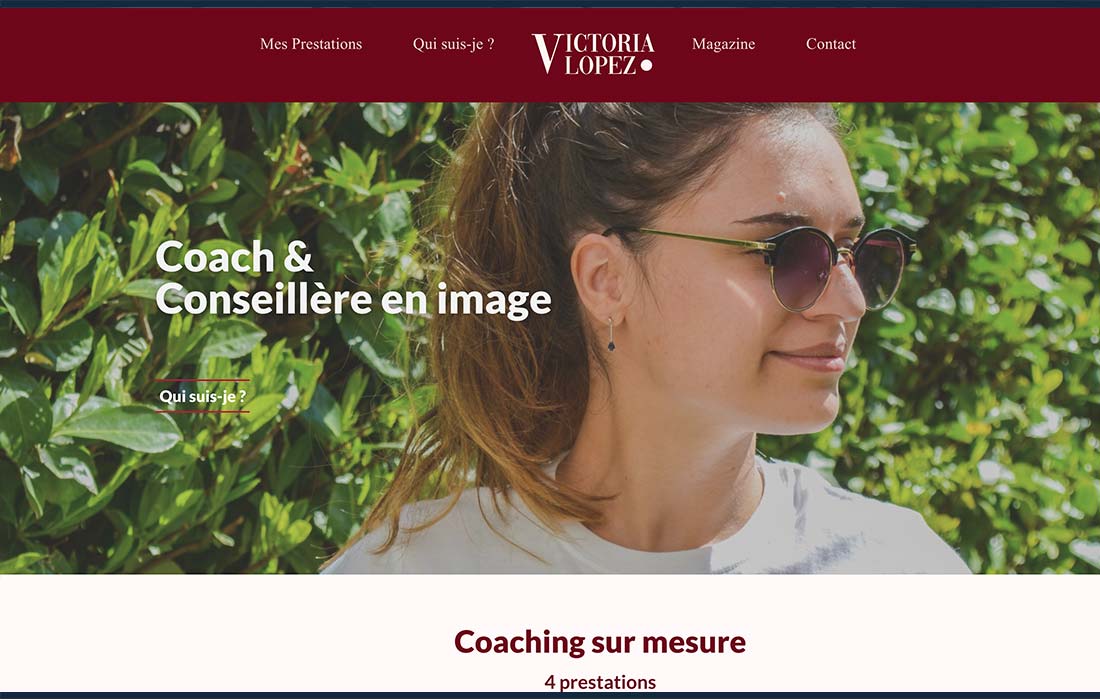 Mes Prestations
Qui suis-je ?
VICTORIA
LOPEZ
Magazine
Contact
Coach &
Conseillère en image
Qui suis-je ?
Coaching sur mesure
4 prestations